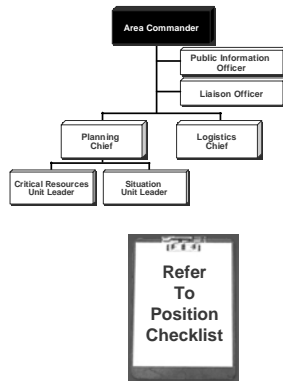 Area Commander
Public Information
Officer
Liaison Officer
Planning
Chief
Logistics
Chief
Critical Resources
Unit Leader
Situation
Unit Leader
Refer
To
Position
Checklist